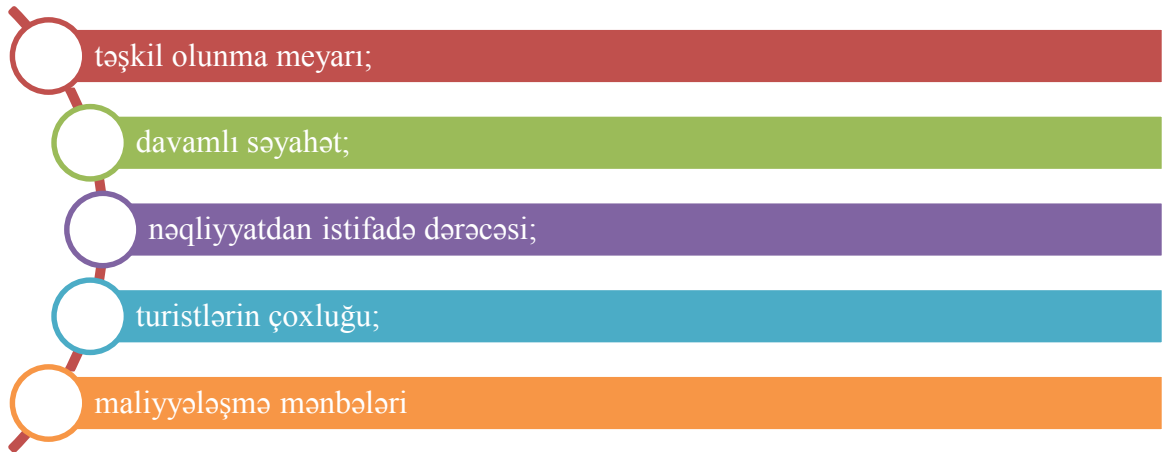 təşkil olunma meyarı;
davamlı səyahət;
nəqliyyatdan istifadə dərəcəsi;
turistlərin çoxluğu;
maliyyələşmə mənbələri